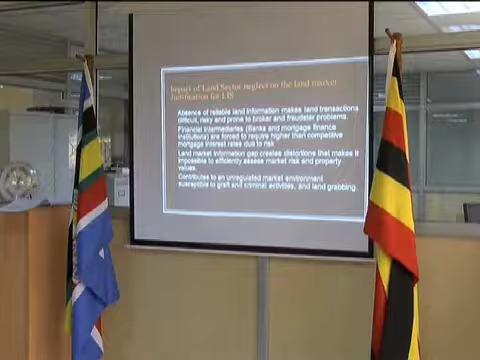 Impact of Land Sector neglect on the land market
Justification for LIS
Absence of reliable land information makes land transactions
difficult, risky and prone to broker and fraudster problems.
Financial intermediaries (Banks and mortgage finance
institutions) are forced to require higher than competitive
mortgage interest rates due to risk
Land market information gap creates distortions that makes it
impossible to efficiently assess market risk and property
values.
Contributes to an unregulated market environment
susceptible to graft and criminal activities, and land grabbing